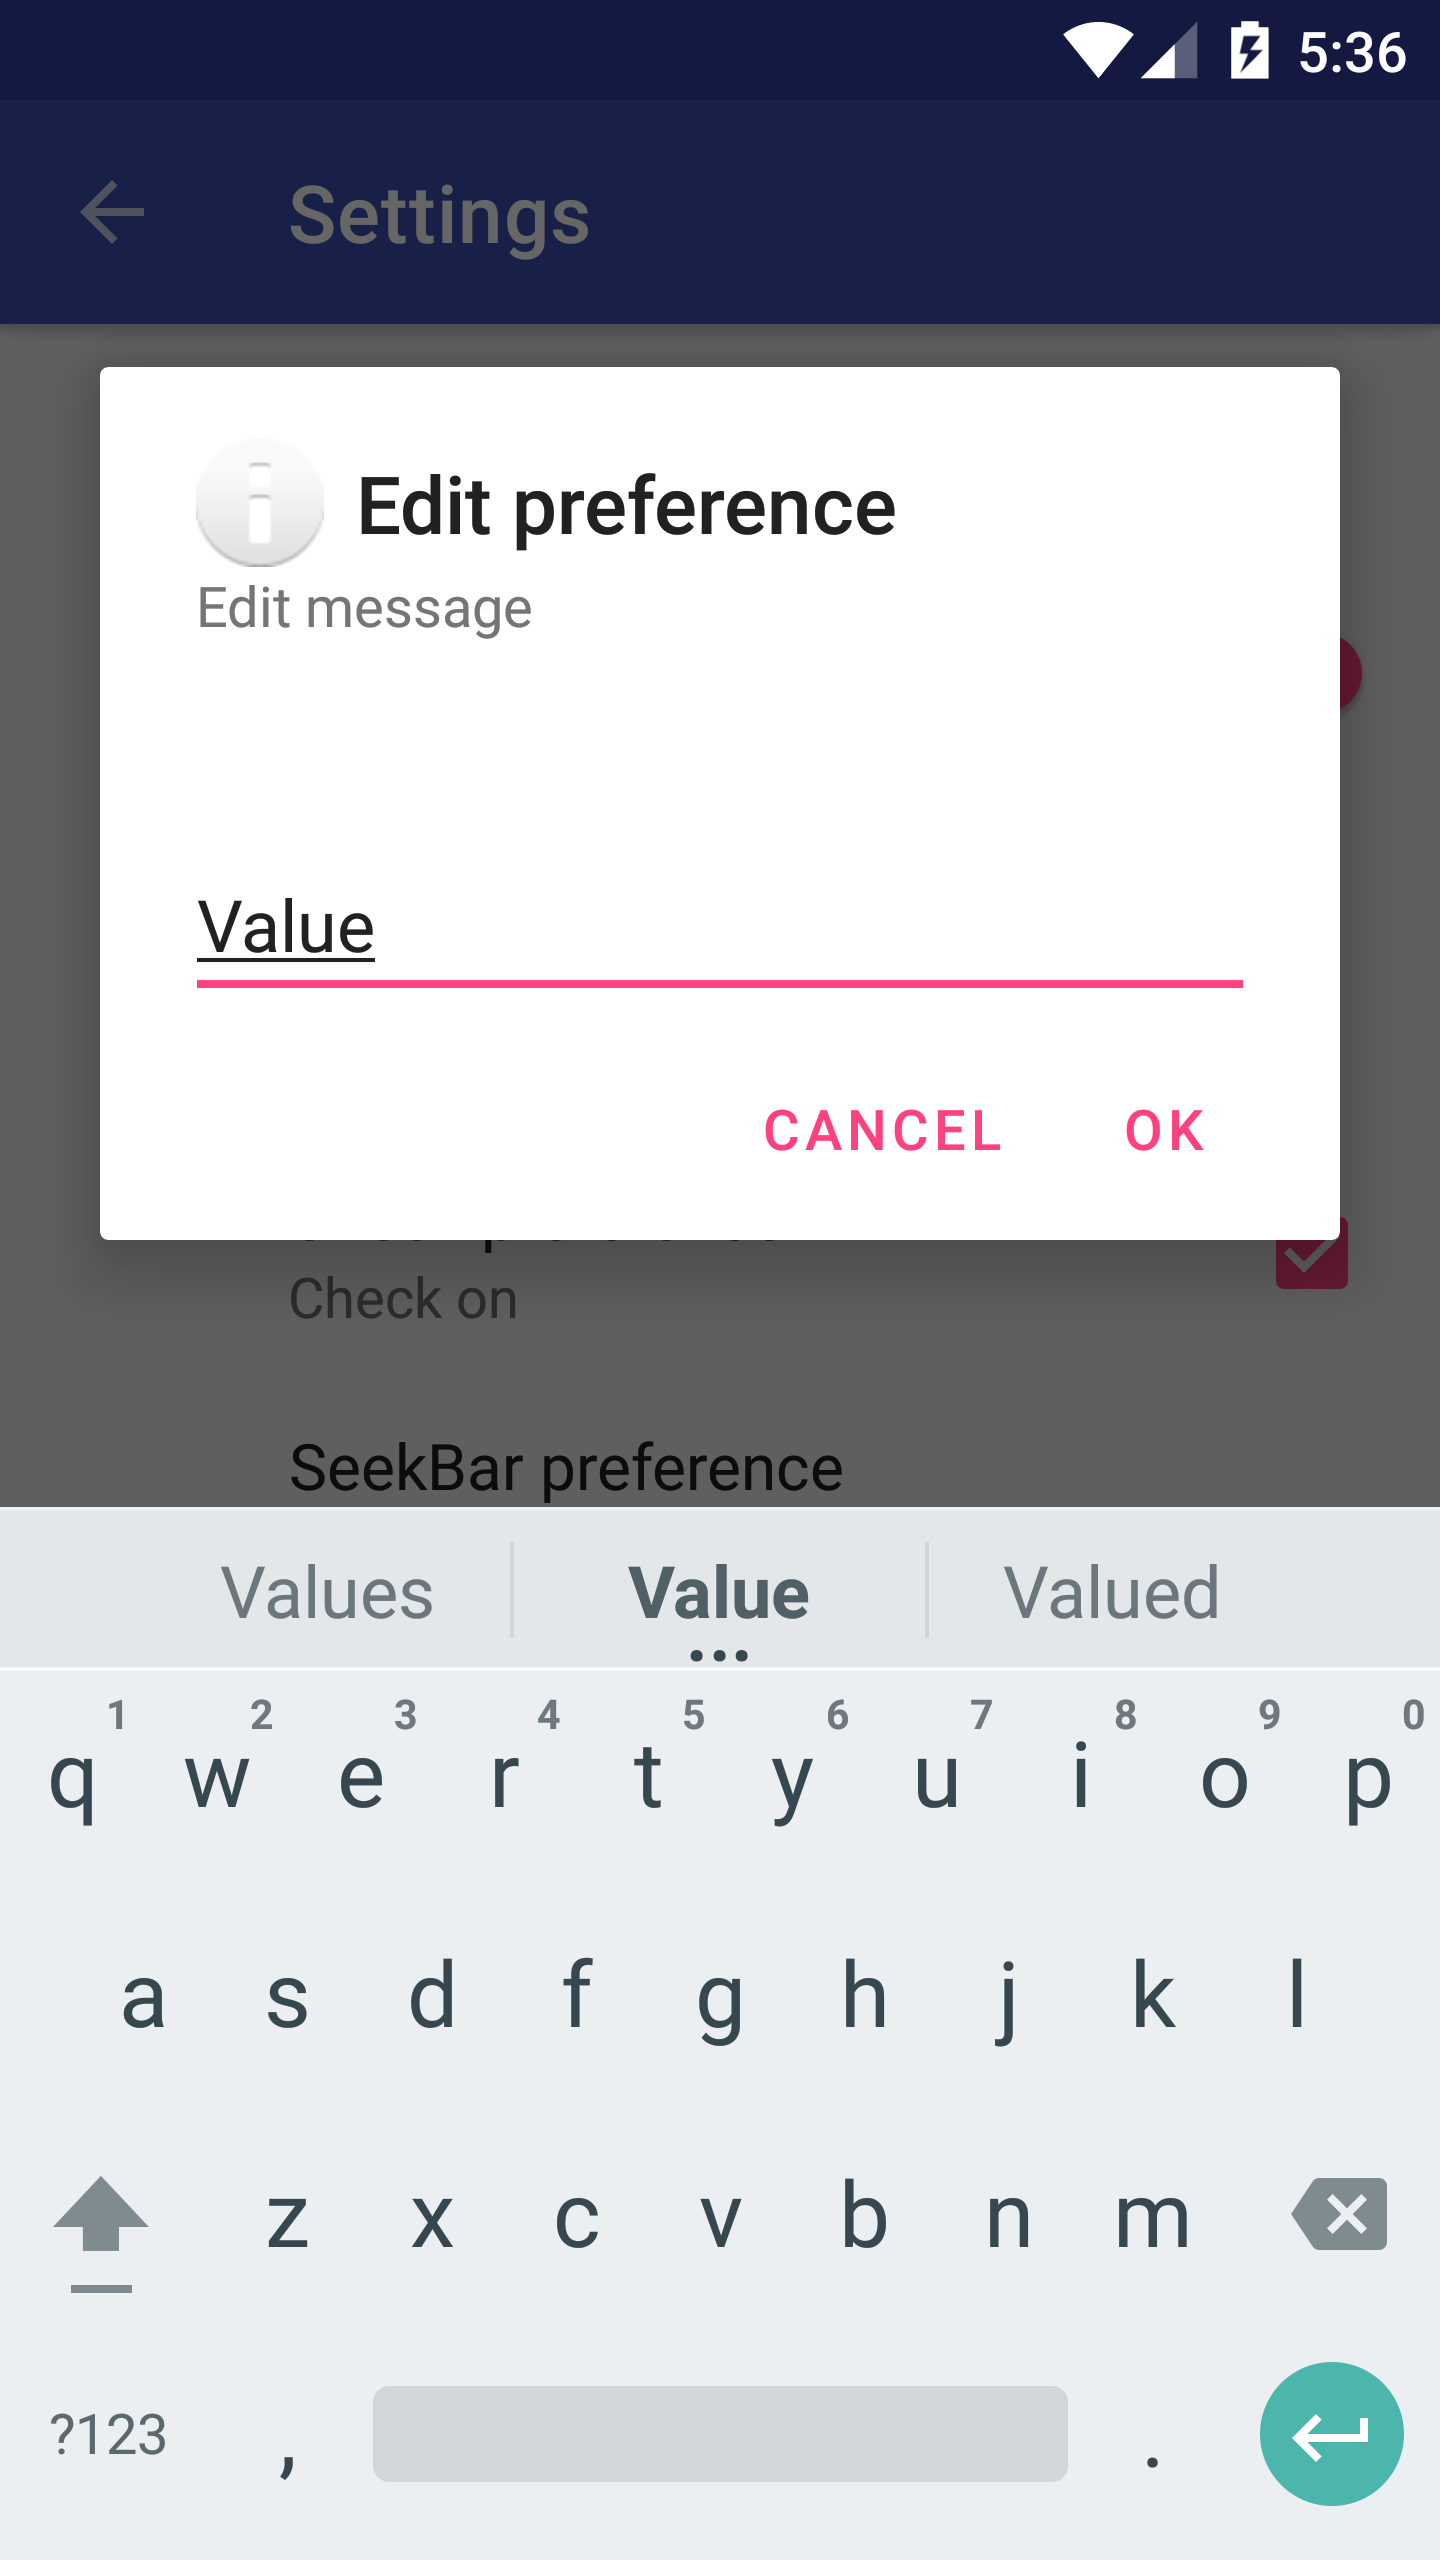 5:36
Settings
Edit preference
Edit message
Value
CANCEL OK
Check on
SeekBar preference
Values Value Valued
1 2 3 4 5 6 7 8 9 0
q w e r t y u i o p
a s d f g h j k l
z x c v b n m
?123 , .